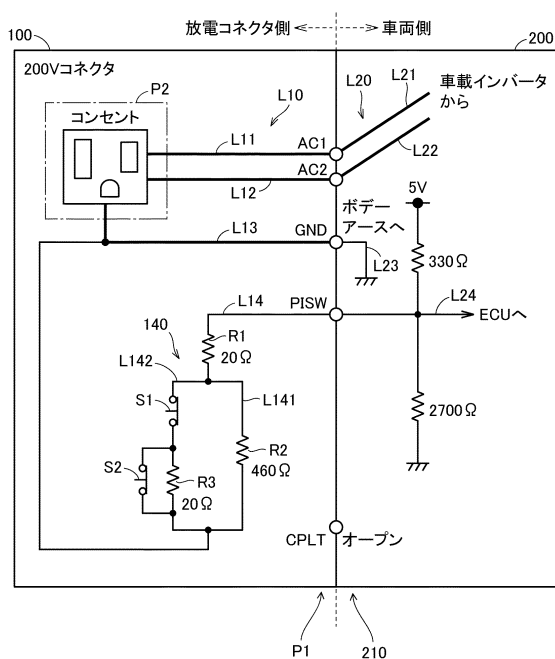 放電コネクタ側
車両側
100
200
200Vコネクタ
P2
コンセント
L10
L20
L21
車載インバータ
から
L11
AC1
L12
AC2
L22
5V
ボデー
アースへ
L13
GND
L23
330Ω
L14
PISW
L24
ECUへ
140
R1
20Ω
L142
S1
L141
2700Ω
S2
R2
460Ω
R3
20Ω
CPLT
オープン
P1
210